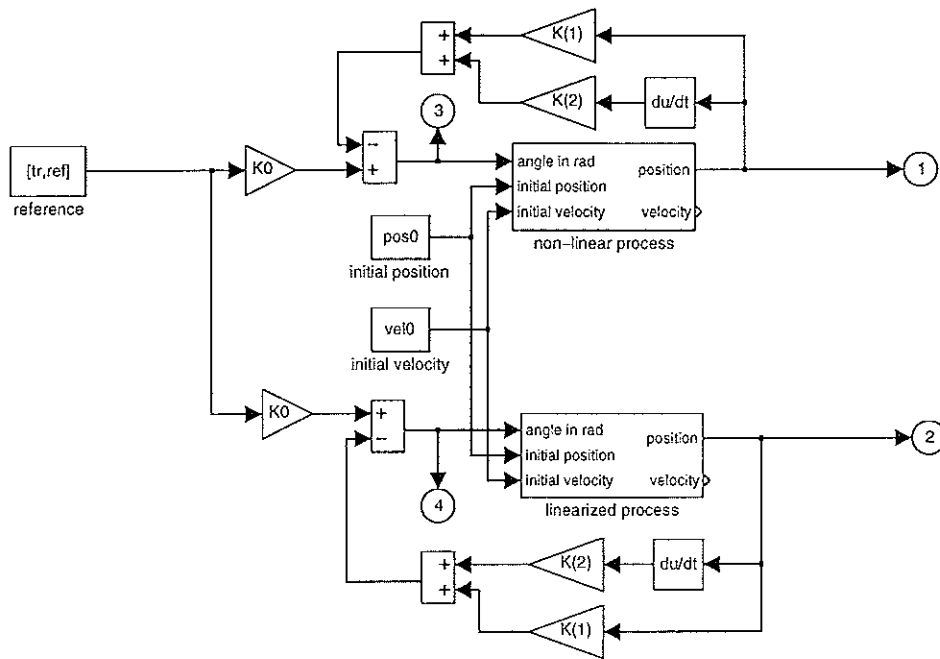 +
+
K(1)
K(2)
du/dt
3
[tr,ref]
reference
K0
−
+
angle in rad
initial position
initial velocity
position
velocity
non−linear process
1
pos0
initial position
vel0
initial velocity
K0
+
−
angle in rad
initial position
initial velocity
position
velocity
linearized process
2
4
+
+
K(2)
du/dt
K(1)